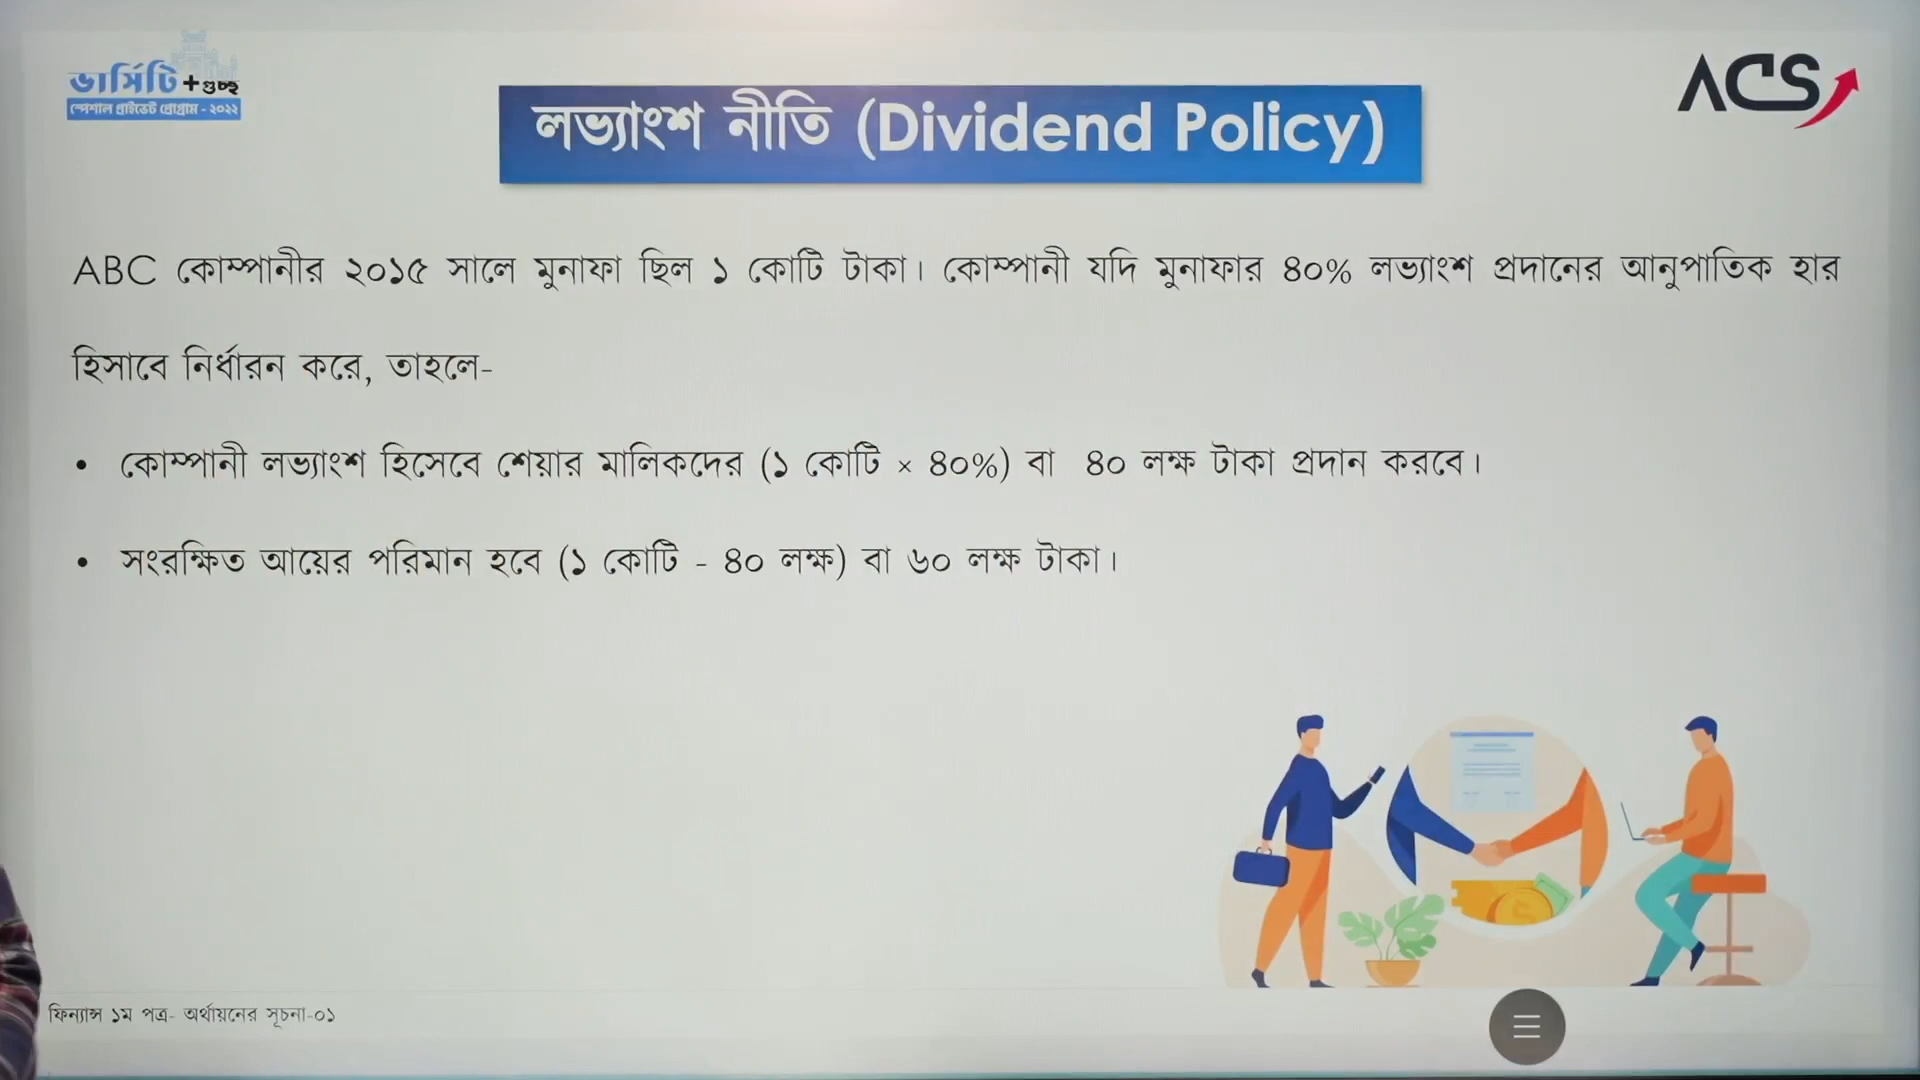 ভার্সিটি +গুচ্ছ
স্পেশাল প্রাইভেট প্রোগ্রাম - ২০২২
ACS
লভ্যাংশ নীতি (Dividend Policy)
ABC কোম্পানীর ২০১৫ সালে মুনাফা ছিল ১ কোটি টাকা। কোম্পানী যদি মুনাফার ৪০% লভ্যাংশ প্রদানের আনুপাতিক হার
হিসাবে নির্ধারন করে, তাহলে-
• কোম্পানী লভ্যাংশ হিসেবে শেয়ার মালিকদের (১ কোটি × ৪০%) বা ৪০ লক্ষ টাকা প্রদান করবে।
• সংরক্ষিত আয়ের পরিমান হবে (১ কোটি - ৪০ লক্ষ) বা ৬০ লক্ষ টাকা।
ফিন্যান্স ১ম পত্র- অর্থায়নের সূচনা-০১